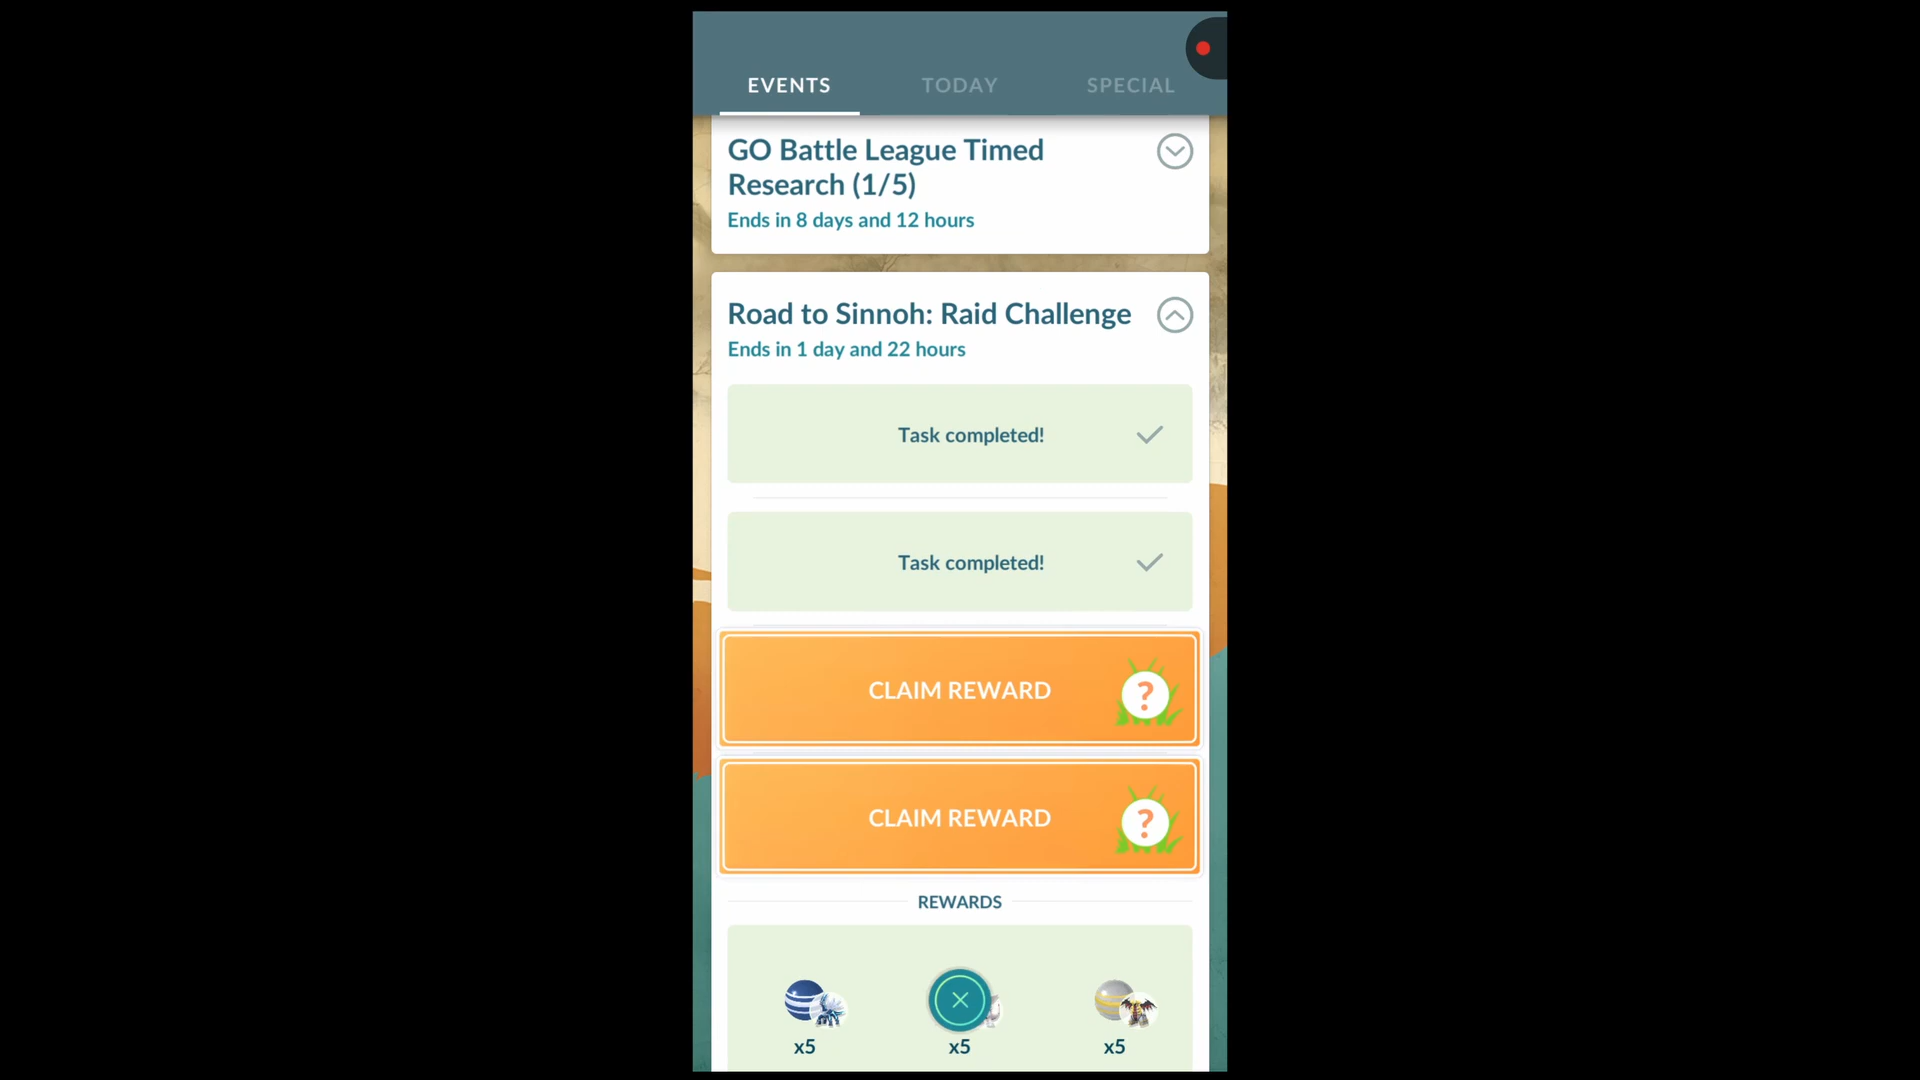 EVENTS
TODAY
SPECIAL
GO Battle League Timed
Research (1/5)
Ends in 8 days and 12 hours
Road to Sinnoh: Raid Challenge
Ends in 1 day and 22 hours
Task completed!
Task completed!
CLAIM REWARD
?
CLAIM REWARD
?
REWARDS
x5
x5
x5